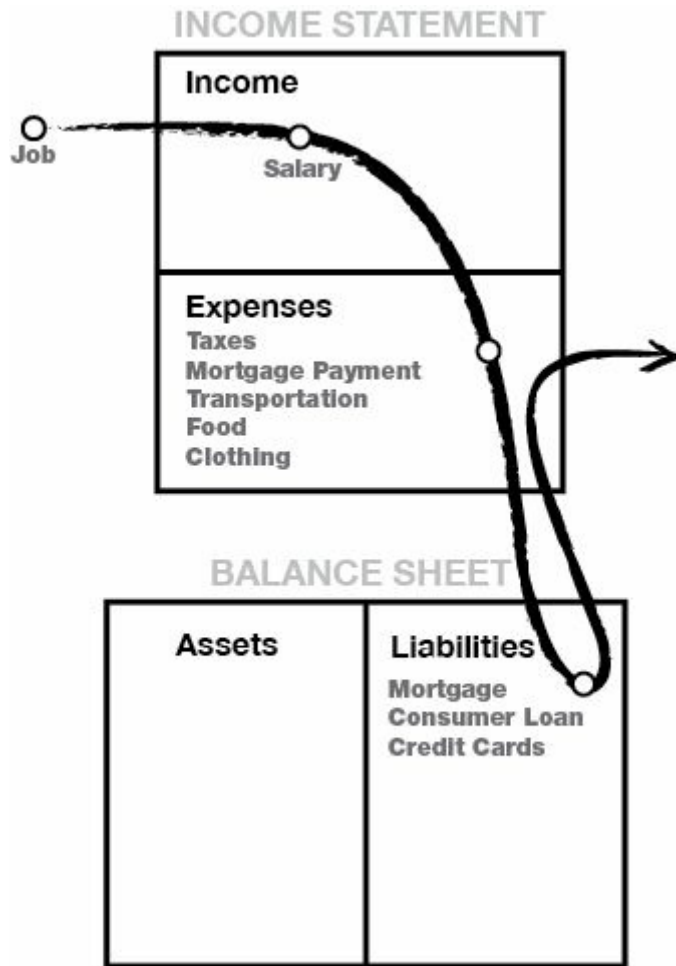 INCOME STATEMENT
Income
Job
Salary
Expenses
Taxes
Mortgage Payment
Transportation
Food
Clothing
BALANCE SHEET
Assets
Liabilities
Mortgage
Consumer Loan
Credit Cards